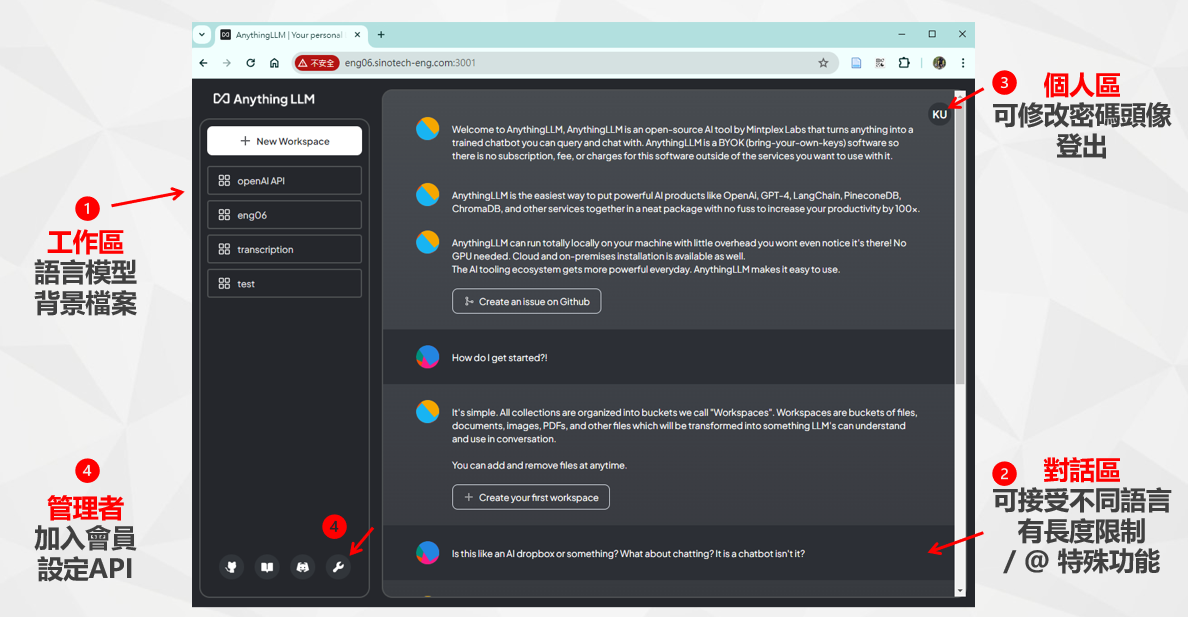 AnythingLLM | Your personal
不安全
eng06.sinotech-eng.com:3001
Anything LLM
New Workspace
openAI API
eng06
transcription
test
KU
Welcome to AnythingLLM, AnythingLLM is an open-source AI tool by Mintplex Labs that turns anything into a
trained chatbot you can query and chat with. AnythingLLM is a BYOK (bring-your-own-keys) software so
there is no subscription, fee, or charges for this software outside of the services you want to use with it.
AnythingLLM is the easiest way to put powerful AI products like OpenAi, GPT-4, LangChain, PineconeDB,
ChromaDB, and other services together in a neat package with no fuss to increase your productivity by 100x.
AnythingLLM can run totally locally on your machine with little overhead you wont even notice it's there! No
GPU needed. Cloud and on-premises installation is available as well.
The AI tooling ecosystem gets more powerful everyday. AnythingLLM makes it easy to use.
Create an issue on Github
How do I get started?!
It's simple. All collections are organized into buckets we call "Workspaces". Workspaces are buckets of files,
documents, images, PDFs, and other files which will be transformed into something LLM's can understand
and use in conversation.
You can add and remove files at anytime.
Create your first workspace
Is this like an AI dropbox or something? What about chatting? It is a chatbot isn't it?
1
工作區
語言模型
背景檔案
2
對話區
可接受不同語言
有長度限制
/ @ 特殊功能
3
個人區
可修改密碼頭像
登出
4
管理者
加入會員
設定API
4